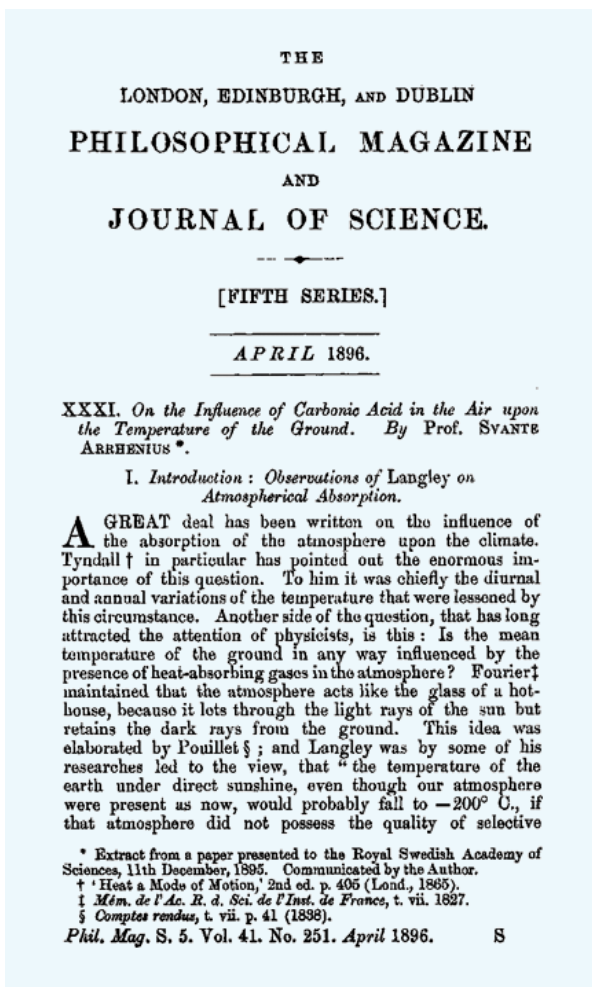 THE
LONDON, EDINBURGH, AND DUBLIN
PHILOSOPHICAL MAGAZINE
AND
JOURNAL OF SCIENCE.
[FIFTH SERIES.]
APRIL 1896.
XXXI. On the Influence of Carbonic Acid in the Air upon
the Temperature of the Ground. By Prof. SVANTE
ARRHENIUS *.
I. Introduction : Observations of Langley on
Atmospherical Absorption.
A GREAT deal has been written on the influence of
the absorption of the atmosphere upon the climate.
Tyndall † in particular has pointed out the enormous im-
portance of this question. To him it was chiefly the diurnal
and annual variations of the temperature that were lessened by
this circumstance. Another side of the question, that has long
attracted the attention of physicists, is this : Is the mean
temperature of the ground in any way influenced by the
presence of heat-absorbing gases in the atmosphere ? Fourier‡
maintained that the atmosphere acts like the glass of a hot-
house, because it lets through the light rays of the sun but
retains the dark rays from the ground. This idea was
elaborated by Pouillet § ; and Langley was by some of his
researches led to the view, that “ the temperature of the
earth under direct sunshine, even though our atmosphere
were present as now, would probably fall to −200° C., if
that atmosphere did not possess the quality of selective
* Extract from a paper presented to the Royal Swedish Academy of
Sciences, 11th December, 1895. Communicated by the Author.
† ‘Heat a Mode of Motion,’ 2nd ed. p. 405 (Lond., 1865).
‡ Mém. de l'Ac. R. d. Sci. de l'Inst. de France, t. vii. 1827.
§ Comptes rendus, t. vii. p. 41 (1838).
Phil. Mag. S. 5. Vol. 41. No. 251. April 1896. S